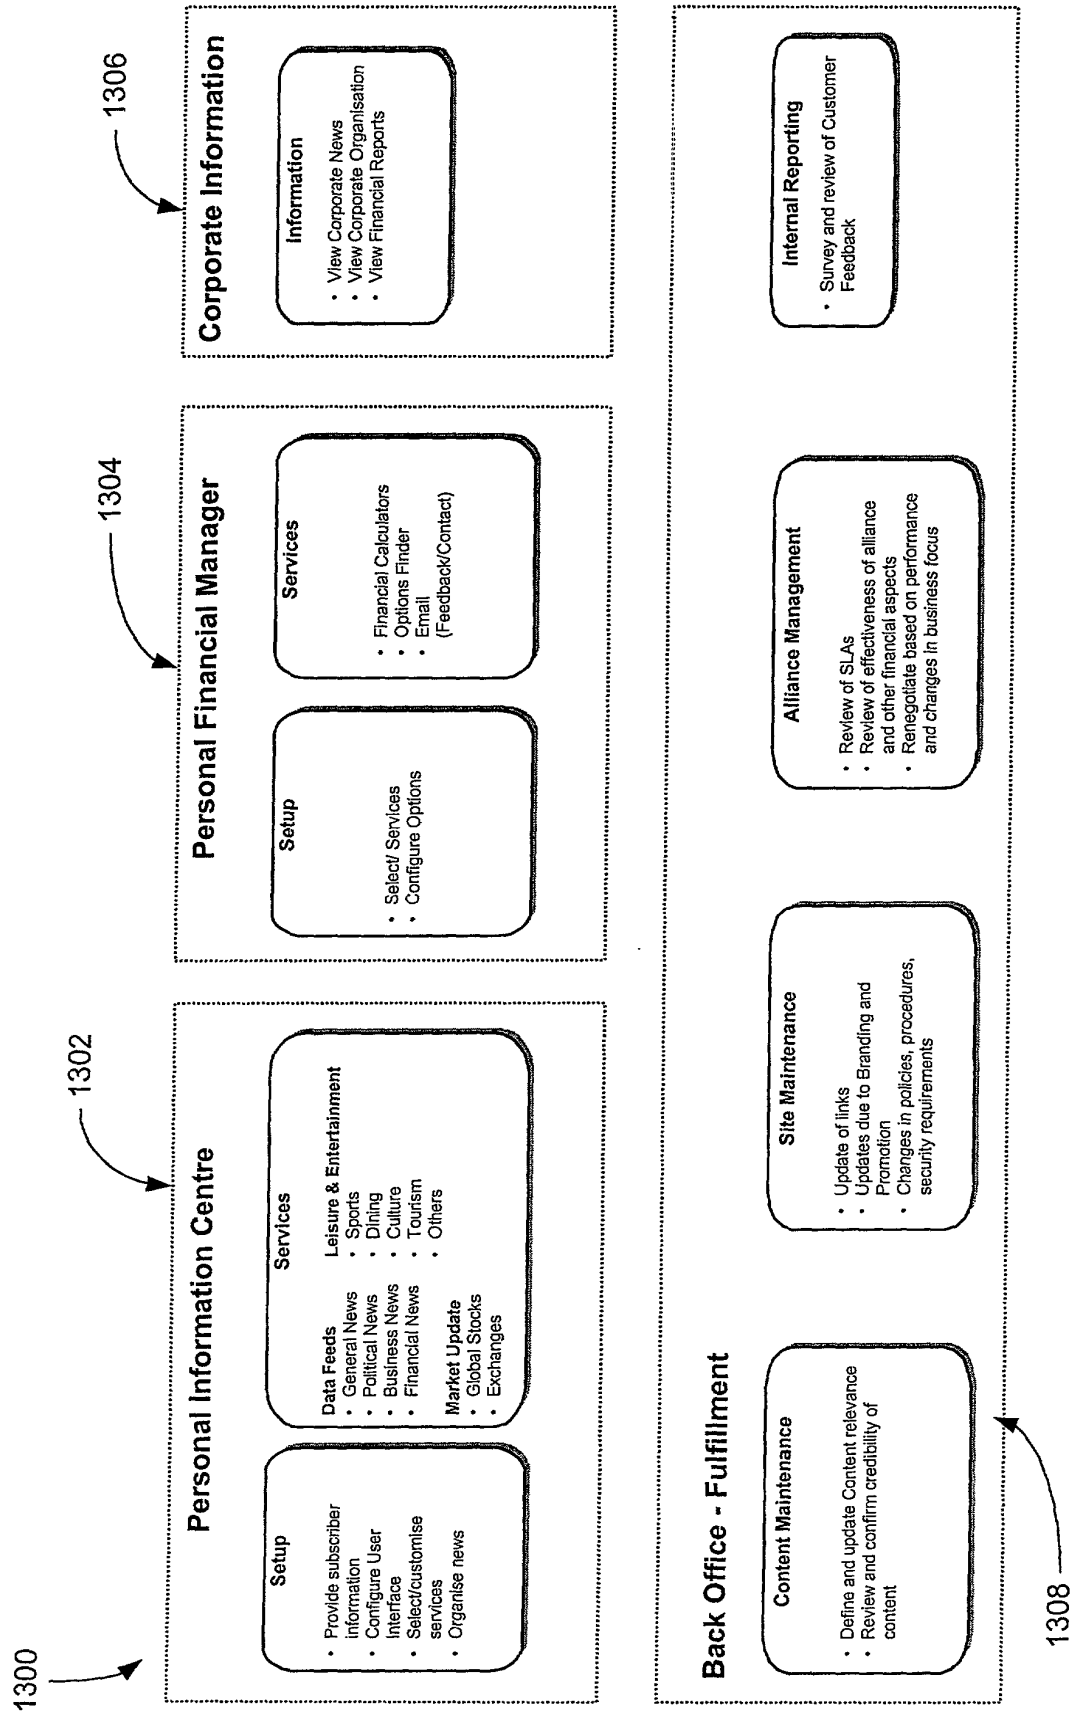 1300
1302
1304
1306
Personal Information Centre
Setup
• Provide subscriber
information
• Configure User
Interface
• Select/customise
services
• Organise news
Services
Data Feeds
• General News
• Political News
• Business News
• Financial News
Market Update
• Global Stocks
• Exchanges
Leisure & Entertainment
• Sports
• Dining
• Culture
• Tourism
• Others
Personal Financial Manager
Setup
• Select/ Services
• Configure Options
Services
• Financial Calculators
• Options Finder
• Email
(Feedback/Contact)
Corporate Information
Information
• View Corporate News
• View Corporate Organisation
• View Financial Reports
Back Office - Fulfillment
Content Maintenance
• Define and update Content relevance
• Review and confirm credibility of
content
Site Maintenance
• Update of links
• Updates due to Branding and
Promotion
• Changes in policies, procedures,
security requirements
Alliance Management
• Review of SLAs
• Review of effectiveness of alliance
and other financial aspects
• Renegotiate based on performance
and changes in business focus
Internal Reporting
• Survey and review of Customer
Feedback
1308